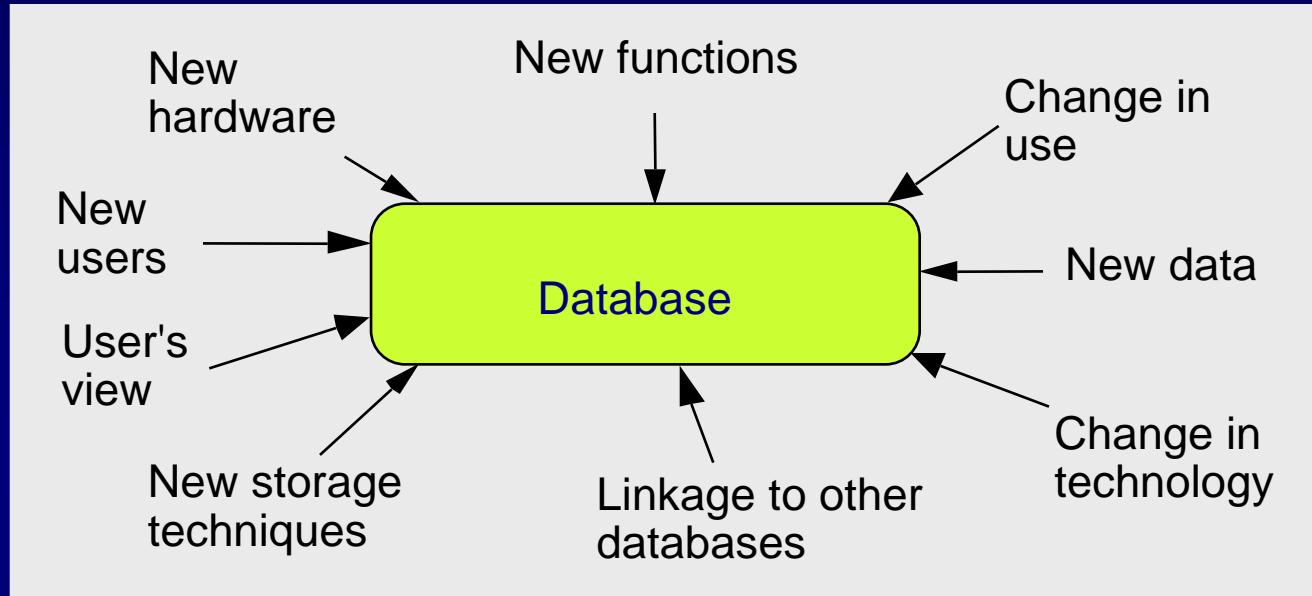 New functions
New
hardware
Change in
use
New
users
New data
Database
User's
view
Change in
technology
New storage
techniques
Linkage to other
databases